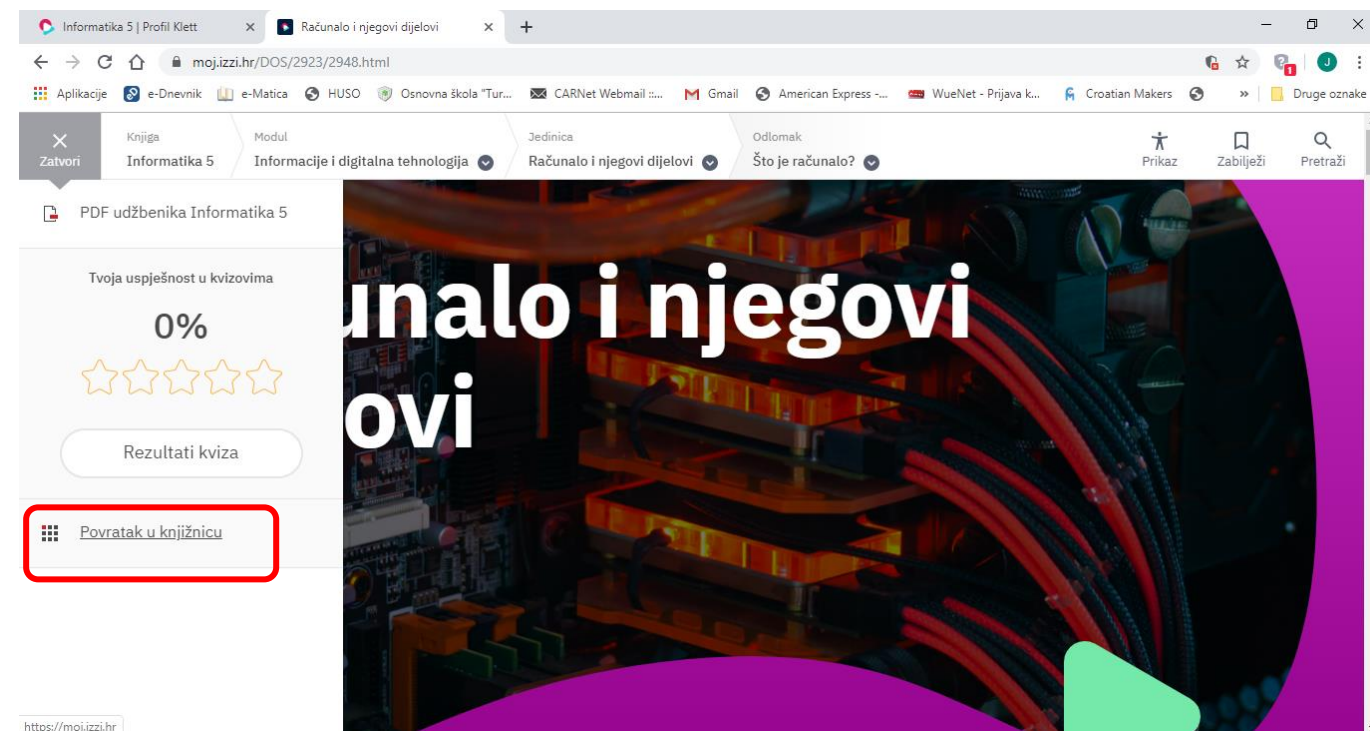 Informatika 5 | Profil Klett
Računalo i njegovi dijelovi
moj.izzi.hr/DOS/2923/2948.html
1
J
Aplikacije
e-Dnevnik
e-Matica
HUSO
Osnovna škola "Tur...
CARNet Webmail ::...
Gmail
American Express -...
WueNet - Prijava k...
Croatian Makers
»
Druge oznake
Zatvori
Knjiga
Informatika 5
Modul
Informacije i digitalna tehnologija
Jedinica
Računalo i njegovi dijelovi
Odlomak
Što je računalo?
Prikaz
Zabilježi
Pretraži
PDF udžbenika Informatika 5
Tvoja uspješnost u kvizovima
0%
Rezultati kviza
Povratak u knjižnicu
unalo i njegovi
ovi
https://moj.izzi.hr